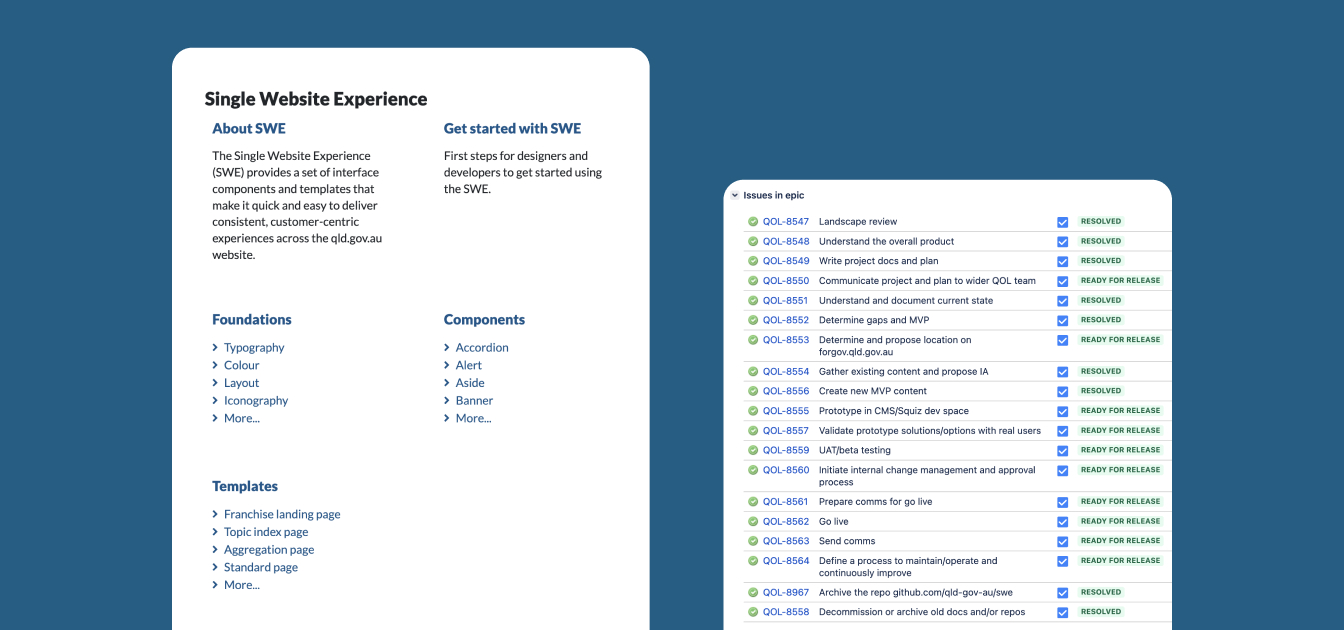 Single Website Experience
About SWE
The Single Website Experience
(SWE) provides a set of interface
components and templates that
make it quick and easy to deliver
consistent, customer-centric
experiences across the qld.gov.au
website.
Get started with SWE
First steps for designers and
developers to get started using
the SWE.
Foundations
Typography
Colour
Layout
Iconography
More...
Components
Accordion
Alert
Aside
Banner
More...
Templates
Franchise landing page
Topic index page
Aggregation page
Standard page
More...
Issues in epic
QOL-8547 Landscape review RESOLVED
QOL-8548 Understand the overall product RESOLVED
QOL-8549 Write project docs and plan RESOLVED
QOL-8550 Communicate project and plan to wider QOL team READY FOR RELEASE
QOL-8551 Understand and document current state RESOLVED
QOL-8552 Determine gaps and MVP RESOLVED
QOL-8553 Determine and propose location on READY FOR RELEASE
forgov.qld.gov.au
QOL-8554 Gather existing content and propose IA RESOLVED
QOL-8556 Create new MVP content RESOLVED
QOL-8555 Prototype in CMS/Squiz dev space READY FOR RELEASE
QOL-8557 Validate prototype solutions/options with real users READY FOR RELEASE
QOL-8559 UAT/beta testing READY FOR RELEASE
QOL-8560 Initiate internal change management and approval READY FOR RELEASE
process
QOL-8561 Prepare comms for go live READY FOR RELEASE
QOL-8562 Go live READY FOR RELEASE
QOL-8563 Send comms READY FOR RELEASE
QOL-8564 Define a process to maintain/operate and READY FOR RELEASE
continuously improve
QOL-8967 Archive the repo github.com/qld-gov-au/swe RESOLVED
QOL-8558 Decommission or archive old docs and/or repos RESOLVED